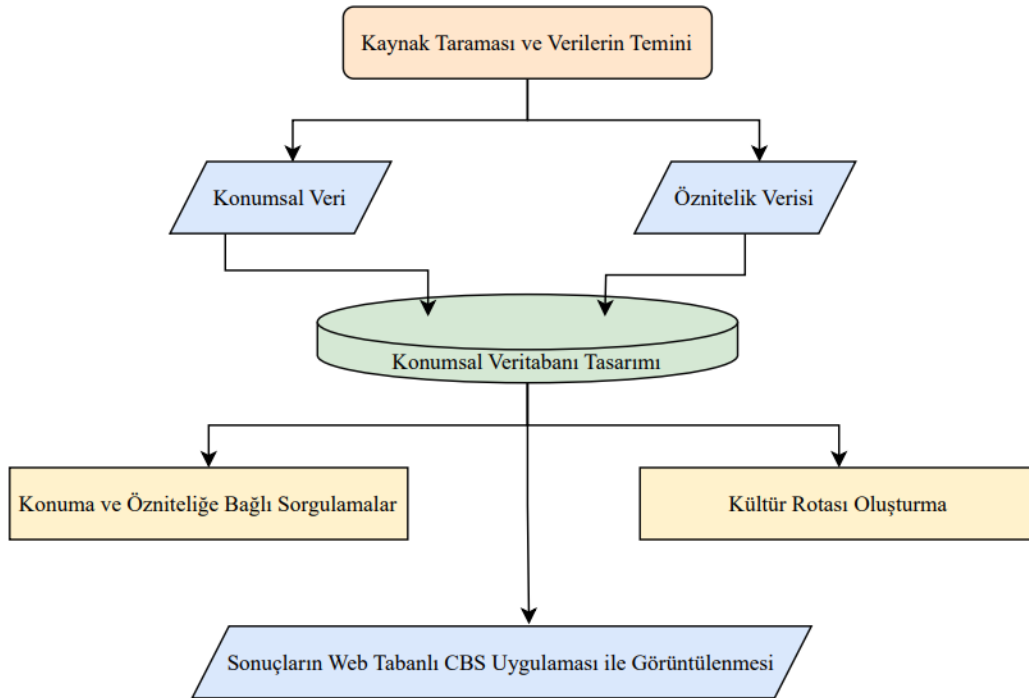 Kaynak Taraması ve Verilerin Temini
Konumsal Veri
Öznitelik Verisi
Konumsal Veritabanı Tasarımı
Konuma ve Özniteliğe Bağlı Sorgulamalar
Kültür Rotası Oluşturma
Sonuçların Web Tabanlı CBS Uygulaması ile Görüntülenmesi